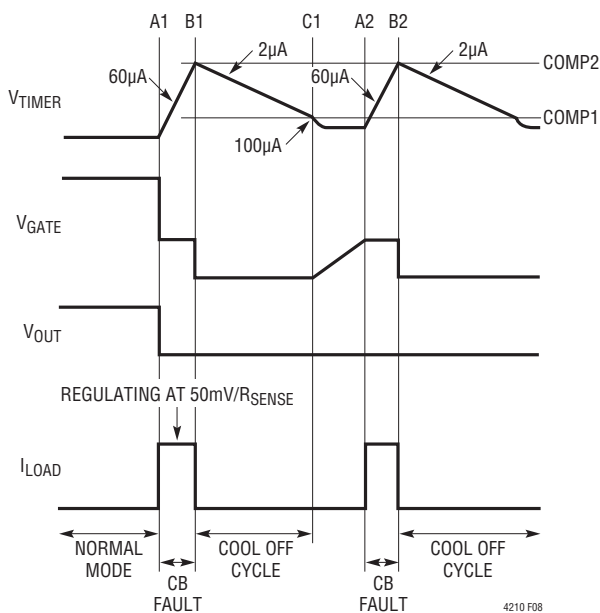 A1 B1 C1 A2 B2
2µA 2µA
COMP2
60µA 60µA
VTIMER
COMP1
100µA
VGATE
VOUT
REGULATING AT 50mV/RSENSE
ILOAD
NORMAL MODE
CB FAULT
COOL OFF CYCLE
CB FAULT
COOL OFF CYCLE
4210 F08